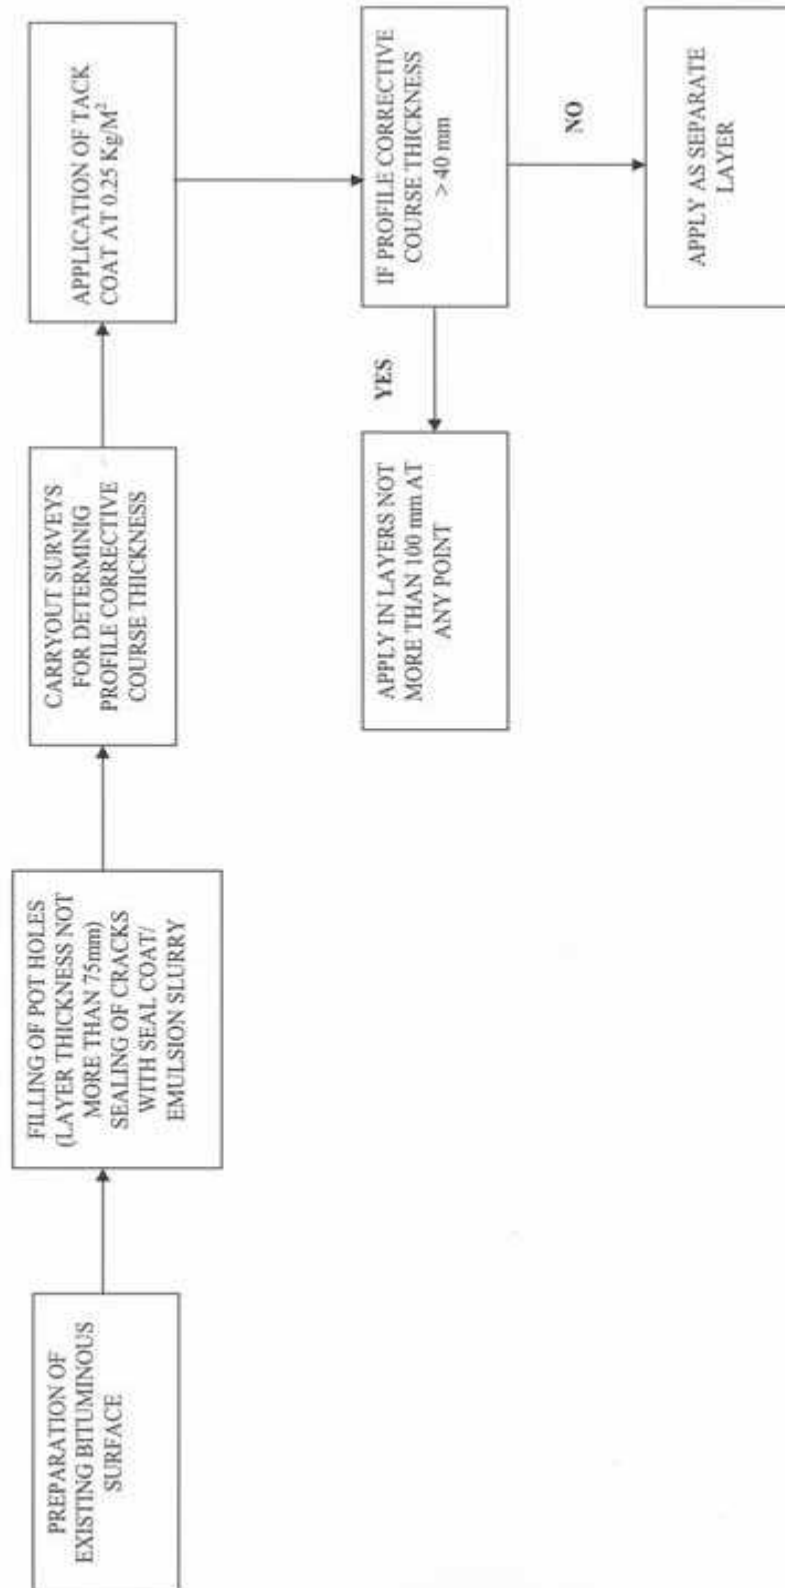 PREPARATION OF
EXISTING BITUMINOUS
SURFACE
FILLING OF POT HOLES
(LAYER THICKNESS NOT
MORE THAN 75mm)
SEALING OF CRACKS
WITH SEAL COAT/
EMULSION SLURRY
CARRYOUT SURVEYS
FOR DETERMINIG
PROFILE CORRECTIVE
COURSE THICKNESS
APPLICATION OF TACK
COAT AT 0.25 Kg/M²
IF PROFILE CORRECTIVE
COURSE THICKNESS
> 40 mm
YES
APPLY IN LAYERS NOT
MORE THAN 100 mm AT
ANY POINT
NO
APPLY AS SEPARATE
LAYER